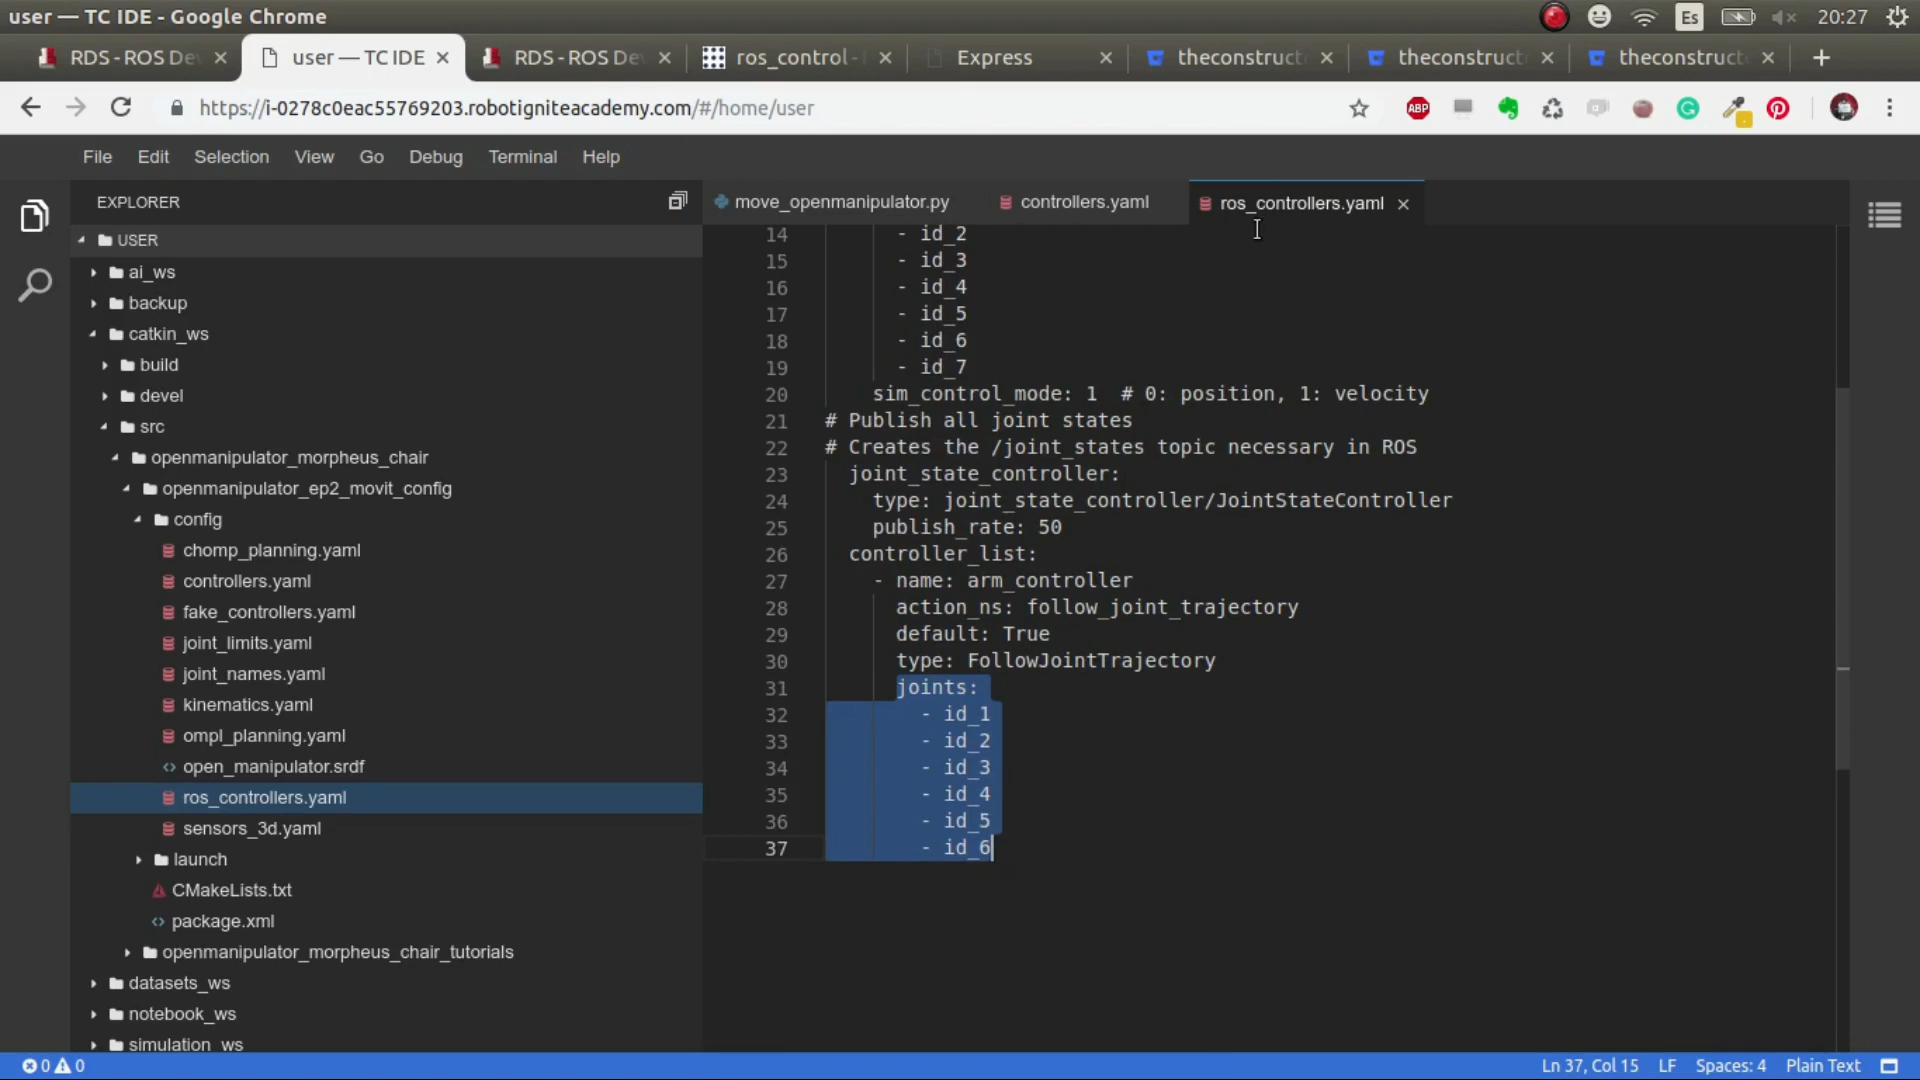 user — TC IDE - Google Chrome
Es
20:27
RDS - ROS De
user — TC IDE
RDS - ROS De
ros_control -
Express
theconstruct
theconstruct
theconstruct
https://i-0278c0eac55769203.robotigniteacademy.com/#/home/user
ABP
File Edit Selection View Go Debug Terminal Help
EXPLORER
USER
ai_ws
backup
catkin_ws
build
devel
src
openmanipulator_morpheus_chair
openmanipulator_ep2_movit_config
config
chomp_planning.yaml
controllers.yaml
fake_controllers.yaml
joint_limits.yaml
joint_names.yaml
kinematics.yaml
ompl_planning.yaml
open_manipulator.srdf
ros_controllers.yaml
sensors_3d.yaml
launch
CMakeLists.txt
package.xml
openmanipulator_morpheus_chair_tutorials
datasets_ws
notebook_ws
simulation_ws
move_openmanipulator.py
controllers.yaml
ros_controllers.yaml
14 - id_2
15 - id_3
16 - id_4
17 - id_5
18 - id_6
19 - id_7
20 sim_control_mode: 1 # 0: position, 1: velocity
21 # Publish all joint states
22 # Creates the /joint_states topic necessary in ROS
23 joint_state_controller:
24 type: joint_state_controller/JointStateController
25 publish_rate: 50
26 controller_list:
27 - name: arm_controller
28 action_ns: follow_joint_trajectory
29 default: True
30 type: FollowJointTrajectory
31 joints:
32 - id_1
33 - id_2
34 - id_3
35 - id_4
36 - id_5
37 - id_6
0 0
Ln 37, Col 15
LF
Spaces: 4
Plain Text